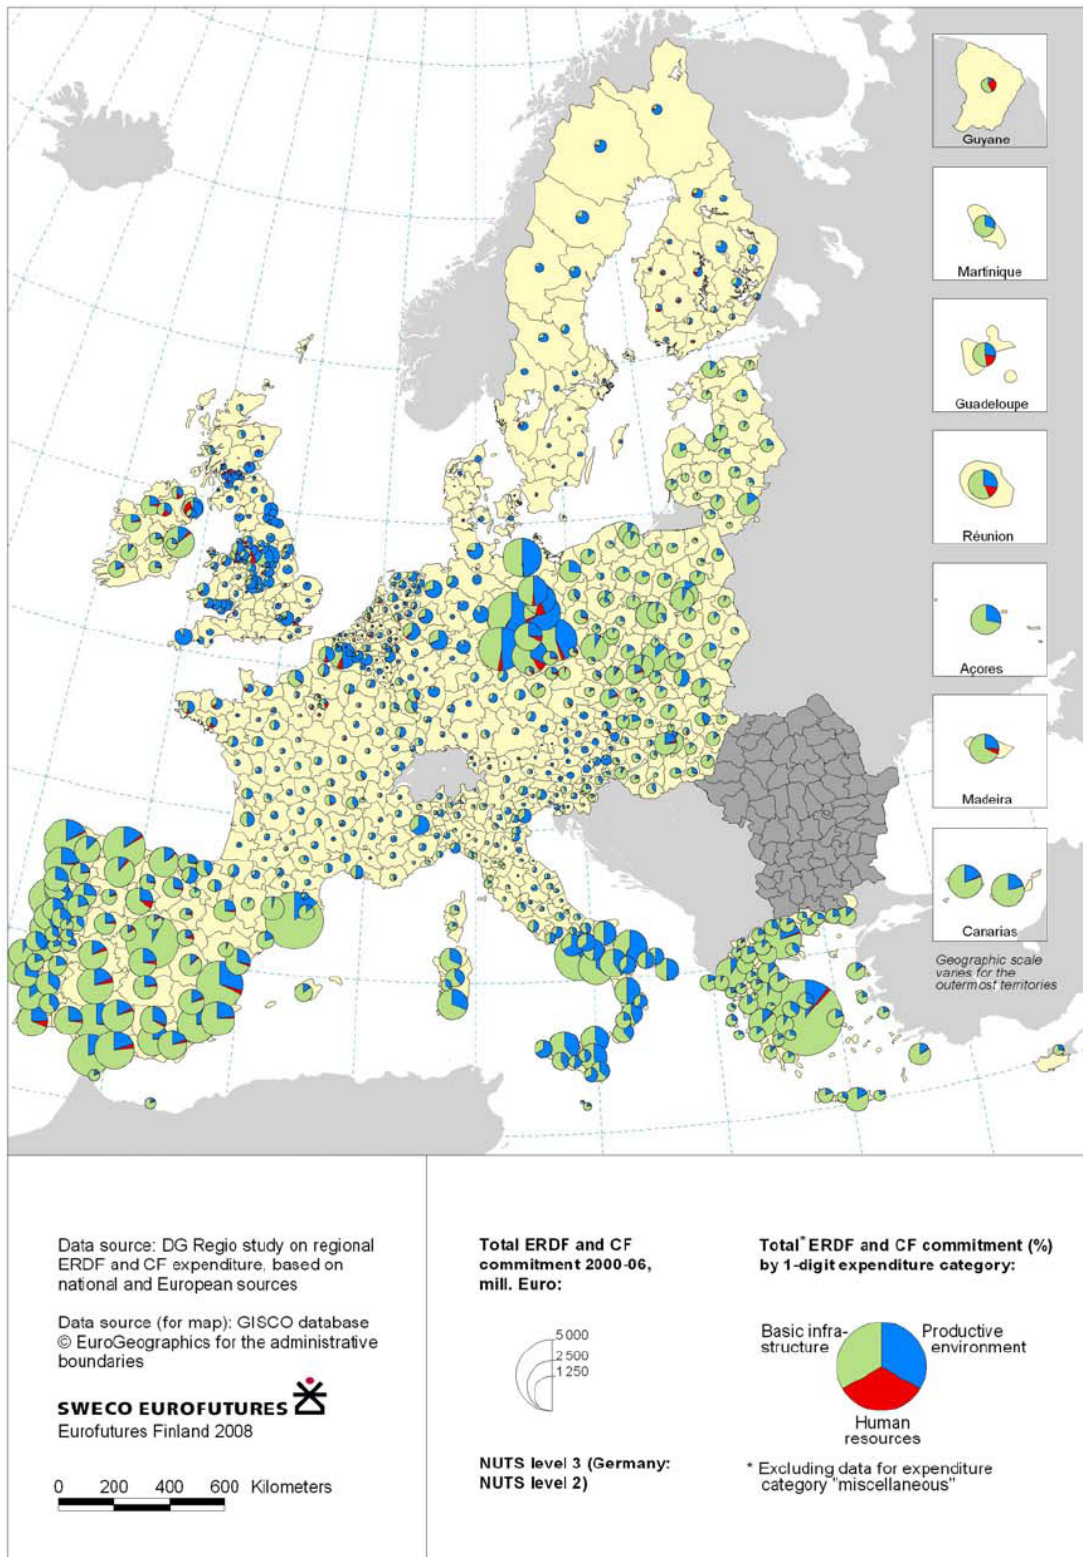 Guyane
Martinique
Guadeloupe
Réunion
Açores
Madeira
Canarias
Geographic scale
varies for the
outermost territories
Data source: DG Regio study on regional
ERDF and CF expenditure, based on
national and European sources
Data source (for map): GISCO database
© EuroGeographics for the administrative
boundaries
SWECO EUROFUTURES
Eurofutures Finland 2008
0 200 400 600 Kilometers
Total ERDF and CF
commitment 2000-06,
mill. Euro:
5 000
2 500
1 250
NUTS level 3 (Germany:
NUTS level 2)
Total* ERDF and CF commitment (%)
by 1-digit expenditure category:
Basic infra-
structure
Productive
environment
Human
resources
* Excluding data for expenditure
category "miscellaneous"